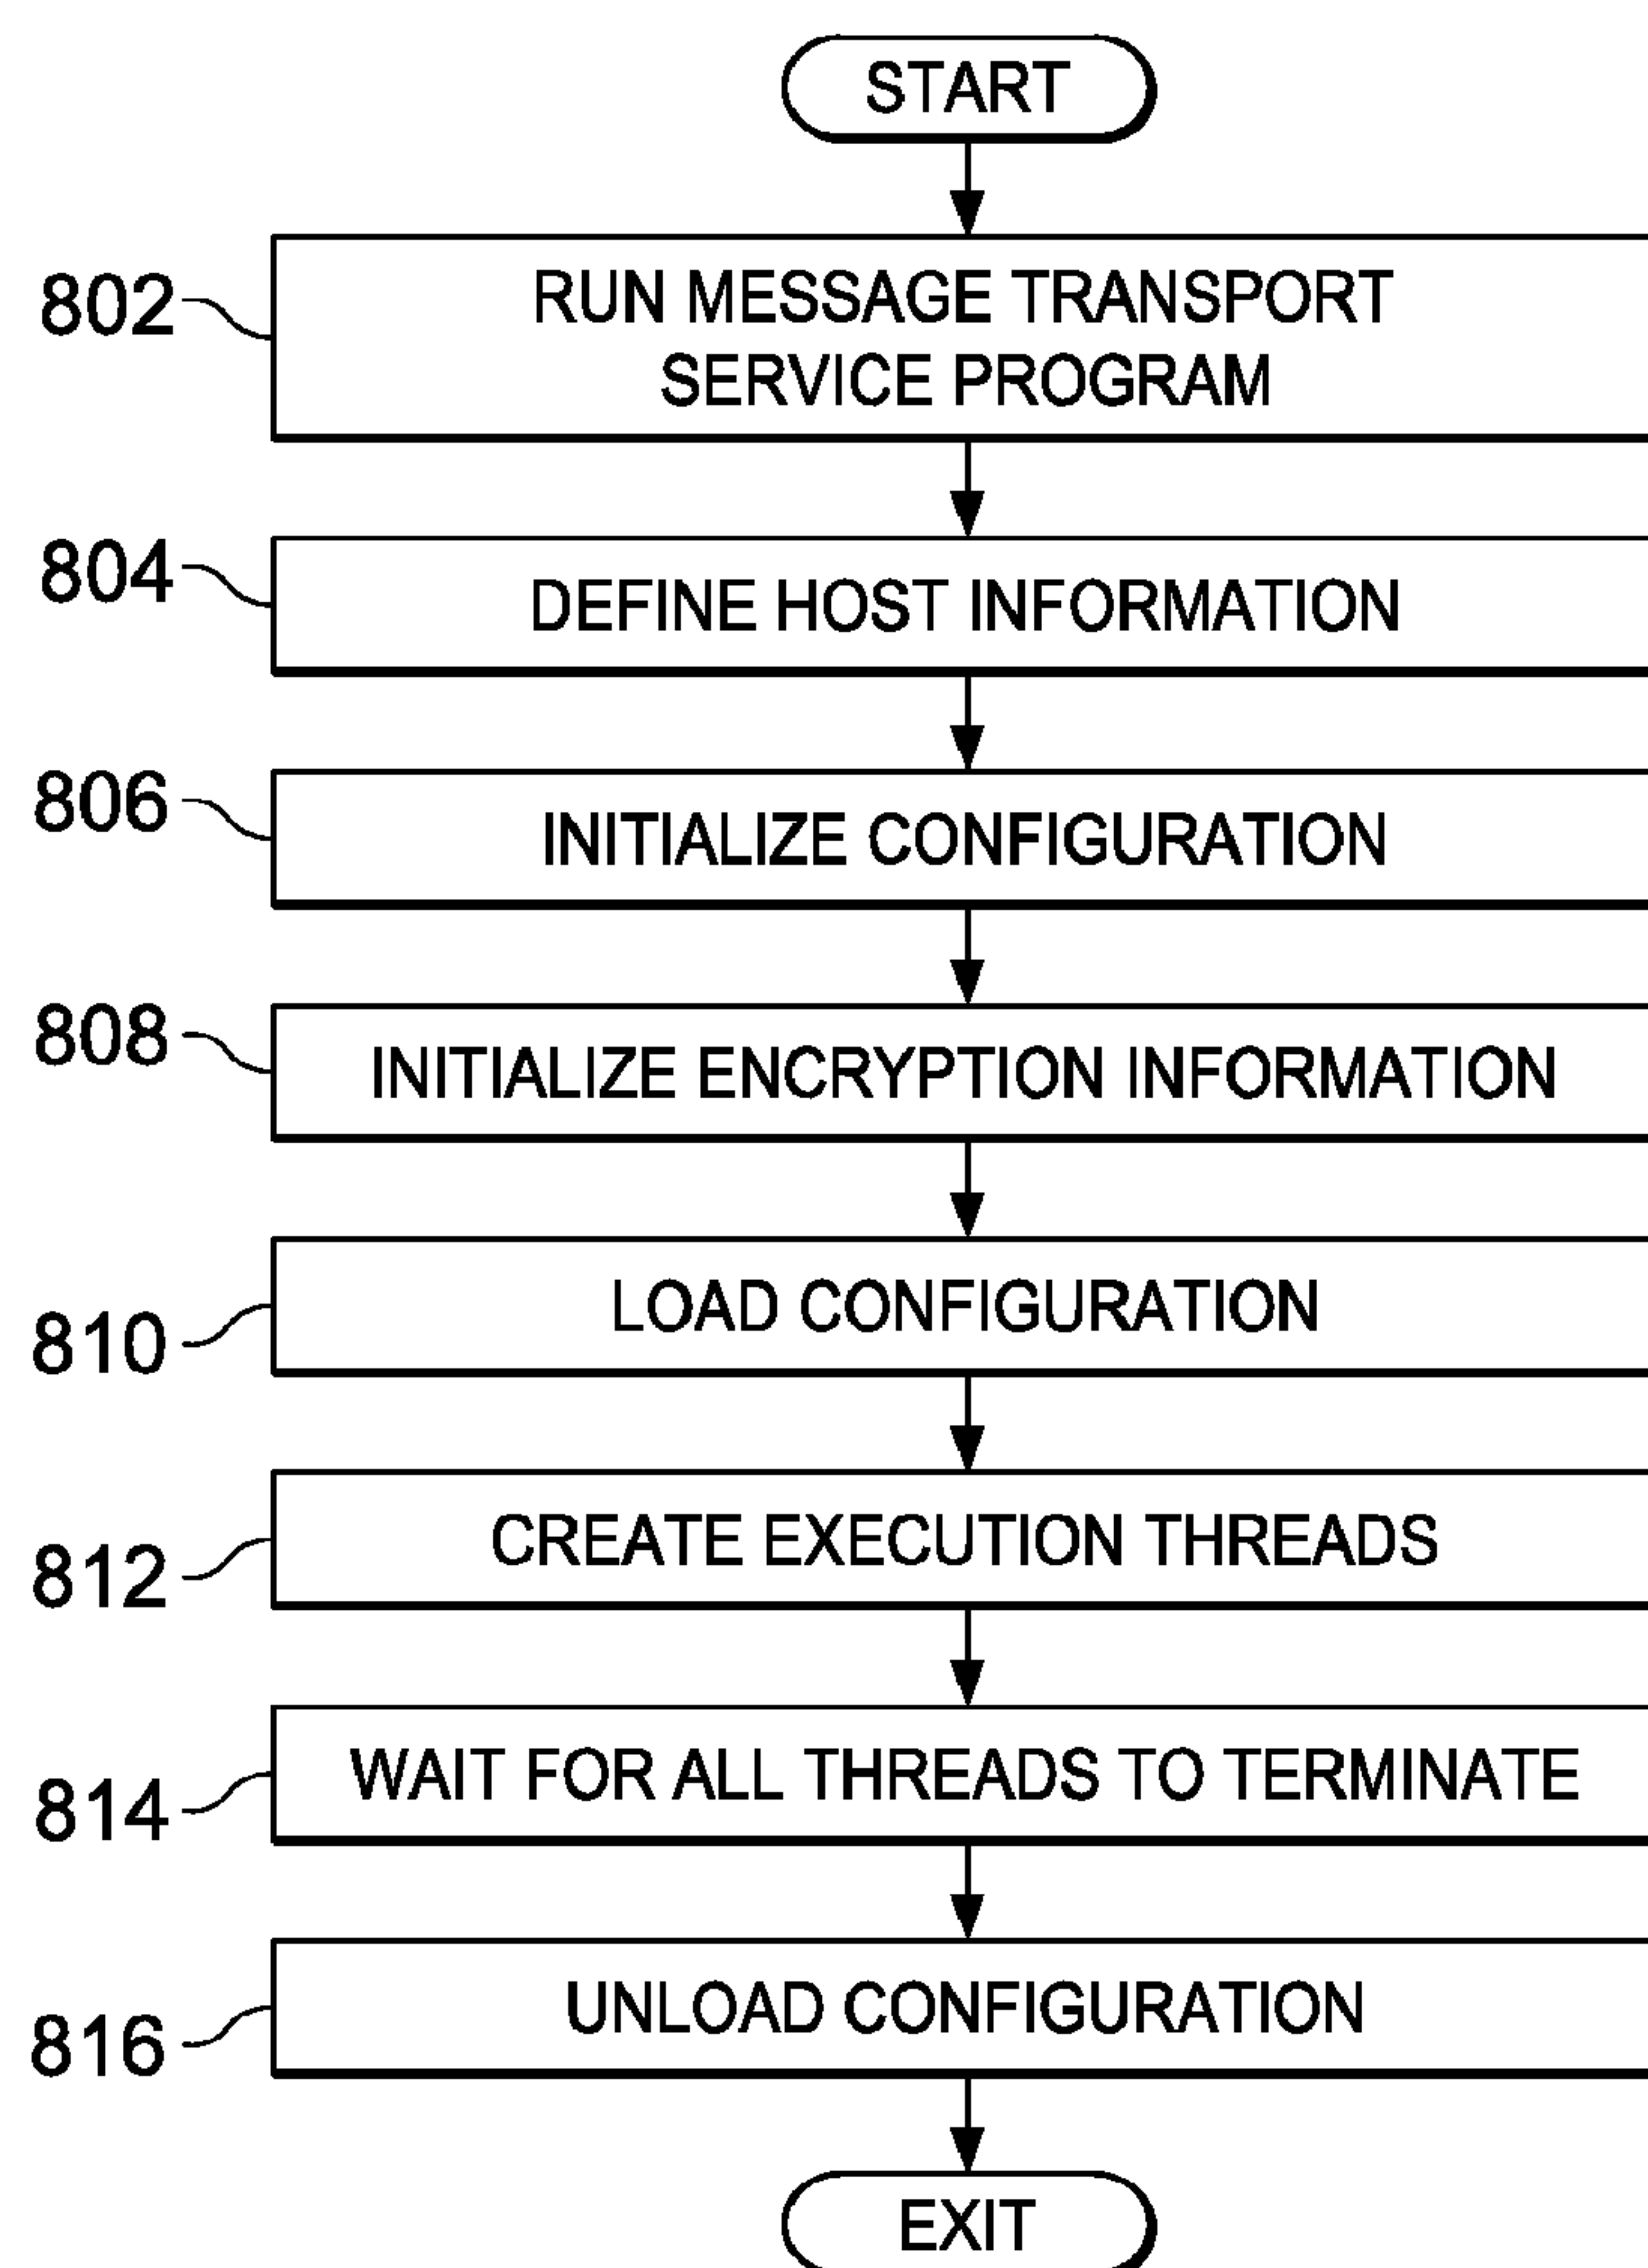 START
802
RUN MESSAGE TRANSPORT
SERVICE PROGRAM
804
DEFINE HOST INFORMATION
806
INITIALIZE CONFIGURATION
808
INITIALIZE ENCRYPTION INFORMATION
810
LOAD CONFIGURATION
812
CREATE EXECUTION THREADS
814
WAIT FOR ALL THREADS TO TERMINATE
816
UNLOAD CONFIGURATION
EXIT